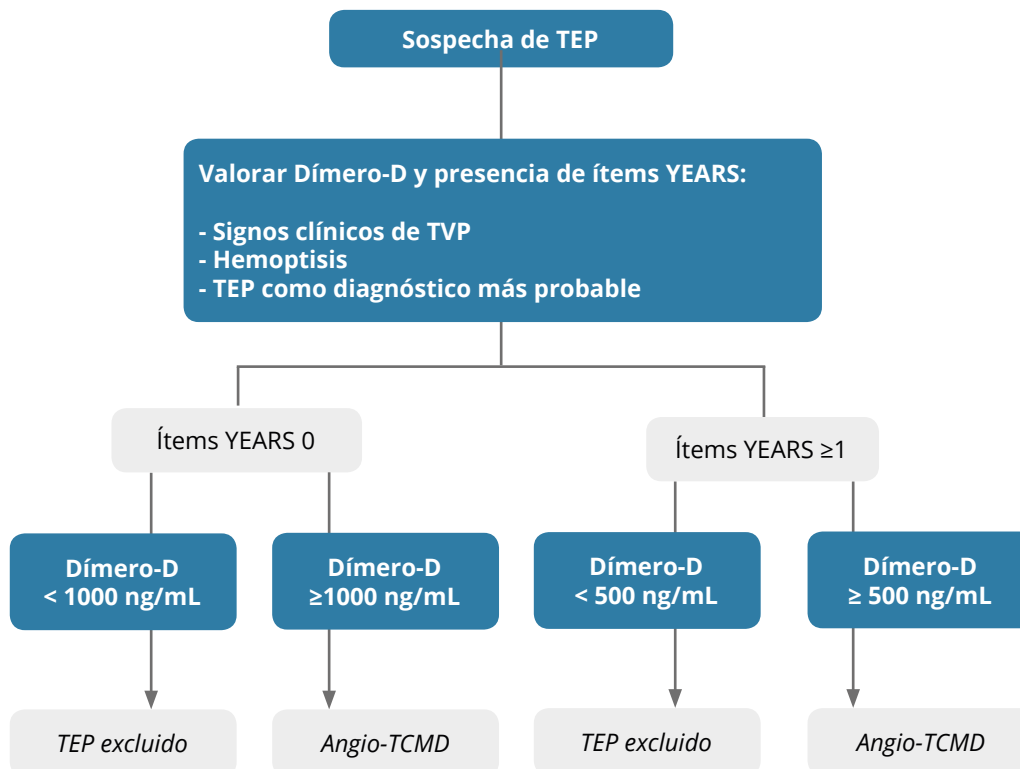 Sospecha de TEP
Valorar Dímero-D y presencia de ítems YEARS:
- Signos clínicos de TVP
- Hemoptisis
- TEP como diagnóstico más probable
Ítems YEARS 0
Ítems YEARS ≥1
Dímero-D
< 1000 ng/mL
Dímero-D
≥1000 ng/mL
Dímero-D
< 500 ng/mL
Dímero-D
≥ 500 ng/mL
TEP excluido
Angio-TCMD
TEP excluido
Angio-TCMD